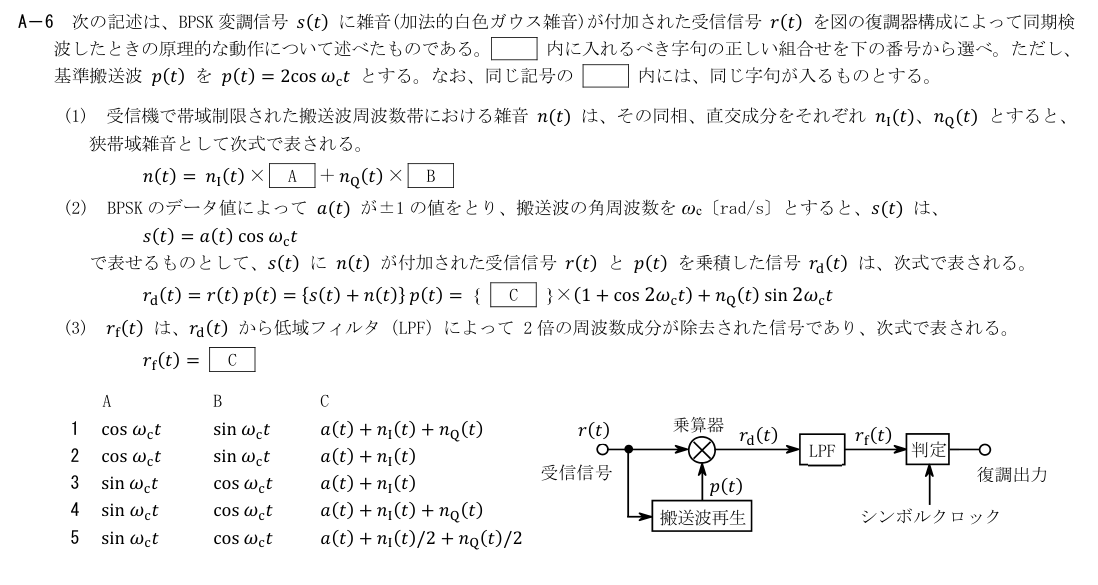 A－6 次の記述は、BPSK 変調信号 s(t) に雑音(加法的白色ガウス雑音)が付加された受信信号 r(t) を図の復調器構成によって同期検
波したときの原理的な動作について述べたものである。□ 内に入れるべき字句の正しい組合せを下の番号から選べ。ただし、
基準搬送波 p(t) を p(t) = 2cos ω_c t とする。なお、同じ記号の □ 内には、同じ字句が入るものとする。
(1) 受信機で帯域制限された搬送波周波数帯における雑音 n(t) は、その同相、直交成分をそれぞれ n_I(t)、n_Q(t) とすると、
狭帯域雑音として次式で表される。
n(t) = n_I(t) × A ＋ n_Q(t) × B
(2) BPSK のデータ値によって a(t) が±1 の値をとり、搬送波の角周波数を ω_c〔rad/s〕とすると、s(t) は、
s(t) = a(t) cos ω_c t
で表せるものとして、s(t) に n(t) が付加された受信信号 r(t) と p(t) を乗積した信号 r_d(t) は、次式で表される。
r_d(t) = r(t) p(t) = {s(t) + n(t)} p(t) = { C }×(1 + cos 2ω_c t) + n_Q(t) sin 2ω_c t
(3) r_f(t) は、r_d(t) から低域フィルタ (LPF) によって 2 倍の周波数成分が除去された信号であり、次式で表される。
r_f(t) = C
A B C
1 cos ω_c t sin ω_c t a(t) + n_I(t) + n_Q(t)
2 cos ω_c t sin ω_c t a(t) + n_I(t)
3 sin ω_c t cos ω_c t a(t) + n_I(t)
4 sin ω_c t cos ω_c t a(t) + n_I(t) + n_Q(t)
5 sin ω_c t cos ω_c t a(t) + n_I(t)/2 + n_Q(t)/2
r(t)
受信信号
乗算器
r_d(t)
LPF
r_f(t)
判定
復調出力
p(t)
搬送波再生
シンボルクロック